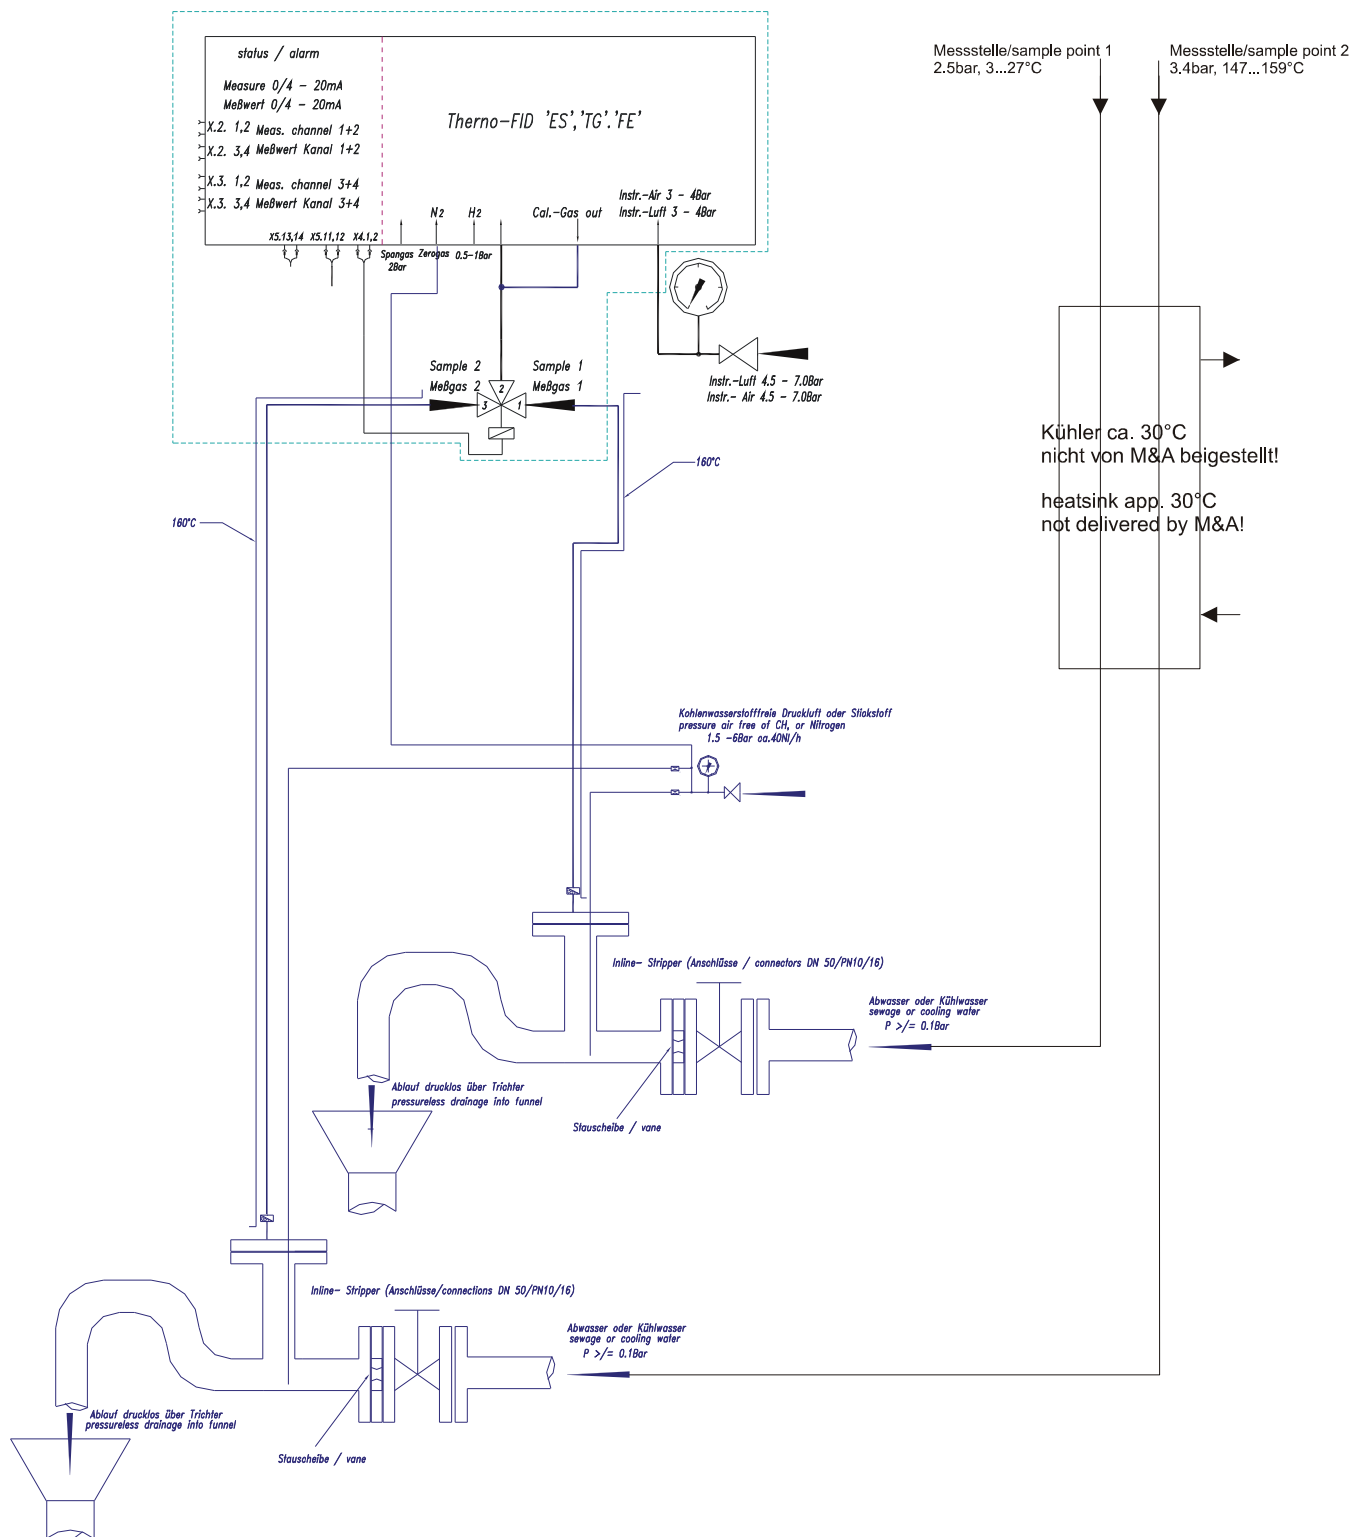 status / alarm
Measure 0/4 - 20mA
Meßwert 0/4 - 20mA
X.2. 1,2 Meas. channel 1+2
X.2. 3,4 Meßwert Kanal 1+2
X.3. 1,2 Meas. channel 3+4
X.3. 3,4 Meßwert Kanal 3+4
X5.13,14 X5.11,12 X4.1,2
Therno-FID 'ES','TG'.'FE'
Instr.-Air 3 - 4Bar
Instr.-Luft 3 - 4Bar
N2 H2 Cal.-Gas out
Spangas
2Bar
Zerogas
0.5-1Bar
Messstelle/sample point 1
2.5bar, 3...27°C
Messstelle/sample point 2
3.4bar, 147...159°C
Sample 2
Meßgas 2
Sample 1
Meßgas 1
2
3
1
Instr.-Luft 4.5 - 7.0Bar
Instr.- Air 4.5 - 7.0Bar
Kühler ca. 30°C
nicht von M&A beigestellt!
heatsink app. 30°C
not delivered by M&A!
160°C
160°C
Kohlenwasserstofffreie Druckluft oder Stickstoff
pressure air free of CH, or Nitrogen
1.5 -6Bar ca.40Nl/h
Inline- Stripper (Anschlüsse / connectors DN 50/PN10/16)
Abwasser oder Kühlwasser
sewage or cooling water
P >/= 0.1Bar
Ablauf drucklos über Trichter
pressureless drainage into funnel
Stauscheibe / vane
Inline- Stripper (Anschlüsse/connections DN 50/PN10/16)
Abwasser oder Kühlwasser
sewage or cooling water
P >/= 0.1Bar
Ablauf drucklos über Trichter
pressureless drainage into funnel
Stauscheibe / vane